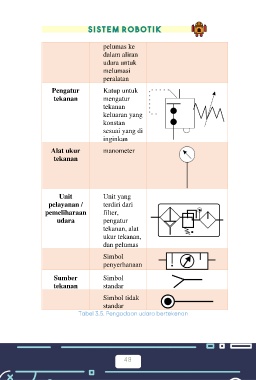 SISTEM ROBOTIK
pelumas ke
dalam aliran
udara untuk
melumasi
peralatan
Pengatur
tekanan
Katup untuk
mengatur
tekanan
keluaran yang
konstan
sesuai yang di
inginkan
Alat ukur
tekanan
manometer
Unit
pelayanan /
pemeliharaan
udara
Unit yang
terdiri dari
filter,
pengatur
tekanan, alat
ukur tekanan,
dan pelumas
Simbol
penyerhanaan
Sumber
tekanan
Simbol
standar
Simbol tidak
standar
Tabel 3.5. Pengadaan udara bertekanan
48